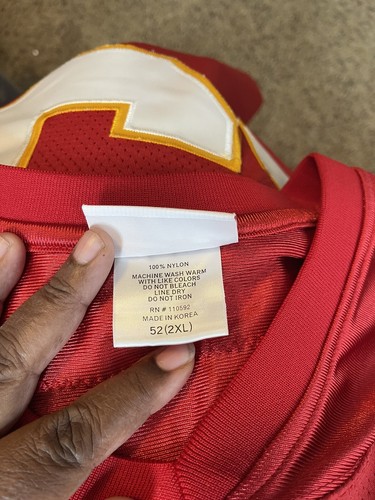 100% NYLON
MACHINE WASH WARM
WITH LIKE COLORS
DO NOT BLEACH
LINE DRY
DO NOT IRON
RN # 110592
MADE IN KOREA
52(2XL)